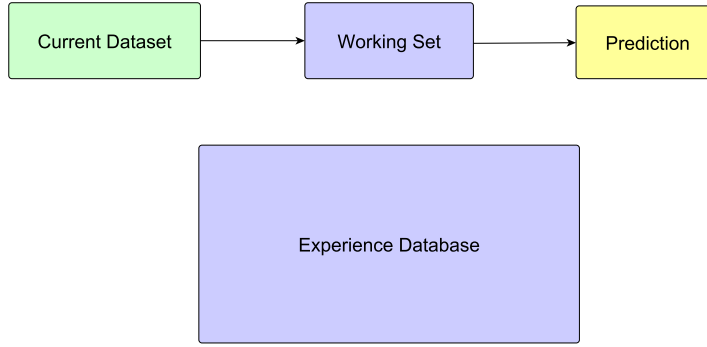 Current Dataset
Working Set
Prediction
Experience Database